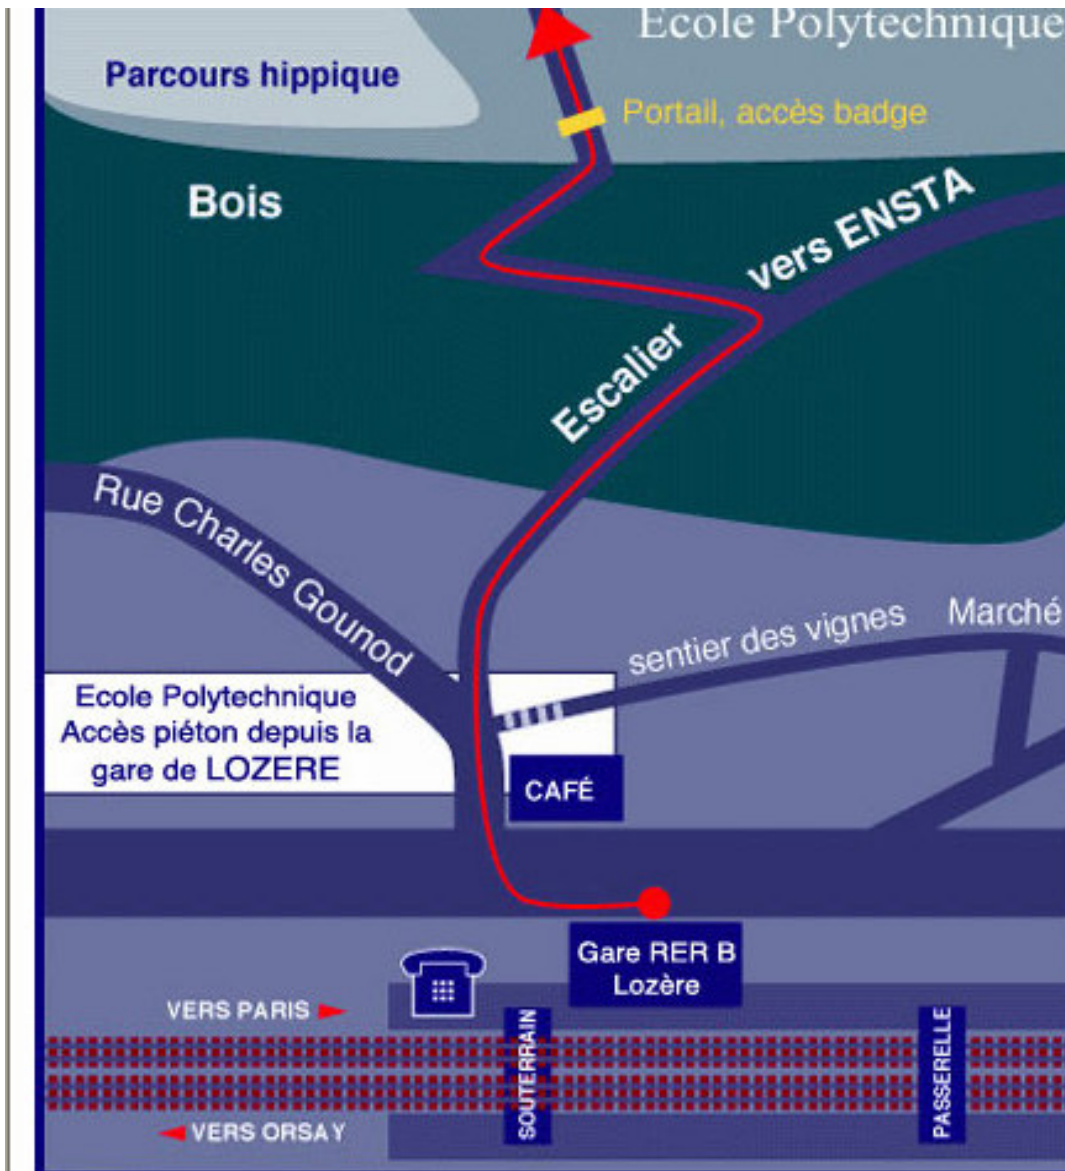 Ecole Polytechnique
Parcours hippique
Portail, accès badge
Bois
vers ENSTA
Escalier
Rue Charles Gounod
sentier des vignes
Marché
Ecole Polytechnique
Accès piéton depuis la
gare de LOZERE
CAFÉ
Gare RER B
Lozère
VERS PARIS
SOUTERRAIN
PASSERELLE
VERS ORSAY